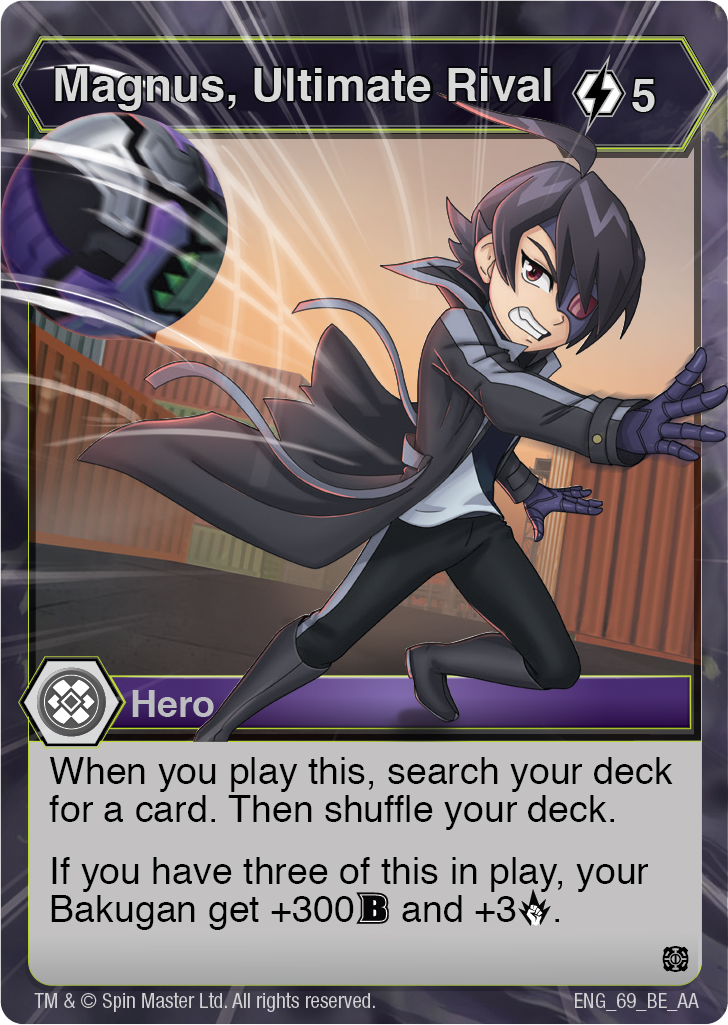 Magnus, Ultimate Rival 5
Hero
When you play this, search your deck
for a card. Then shuffle your deck.
If you have three of this in play, your
Bakugan get +300B and +3.
TM & © Spin Master Ltd. All rights reserved.
ENG_69_BE_AA